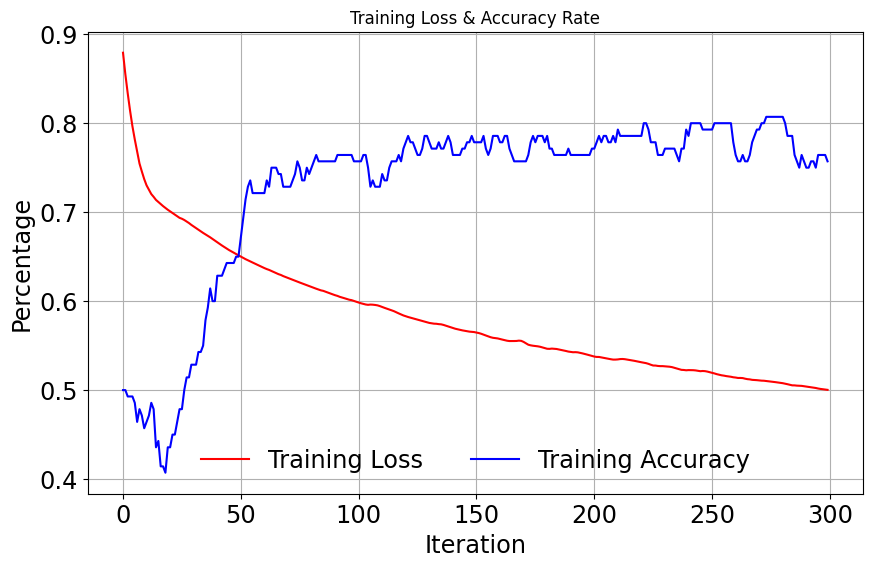 Training Loss & Accuracy Rate
0.9
0.8
0.7
0.6
0.5
0.4
Percentage
Training Loss
Training Accuracy
0
50
100
150
200
250
300
Iteration